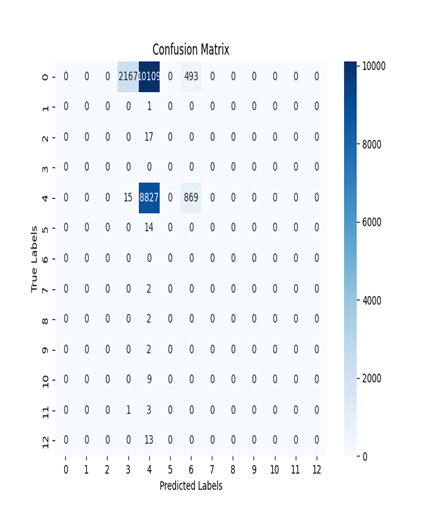 Confusion Matrix
0 0 0 0 2167 10109 0 493 0 0 0 0 0 0
1 0 0 0 0 1 0 0 0 0 0 0 0 0
2 0 0 0 0 17 0 0 0 0 0 0 0 0
3 0 0 0 0 0 0 0 0 0 0 0 0 0
4 0 0 0 15 8827 0 869 0 0 0 0 0 0
5 0 0 0 0 14 0 0 0 0 0 0 0 0
6 0 0 0 0 0 0 0 0 0 0 0 0 0
7 0 0 0 0 2 0 0 0 0 0 0 0 0
8 0 0 0 0 2 0 0 0 0 0 0 0 0
9 0 0 0 0 2 0 0 0 0 0 0 0 0
10 0 0 0 0 9 0 0 0 0 0 0 0 0
11 0 0 0 1 3 0 0 0 0 0 0 0 0
12 0 0 0 0 13 0 0 0 0 0 0 0 0
0 1 2 3 4 5 6 7 8 9 10 11 12
Predicted Labels
True Labels
10000
8000
6000
4000
2000
0